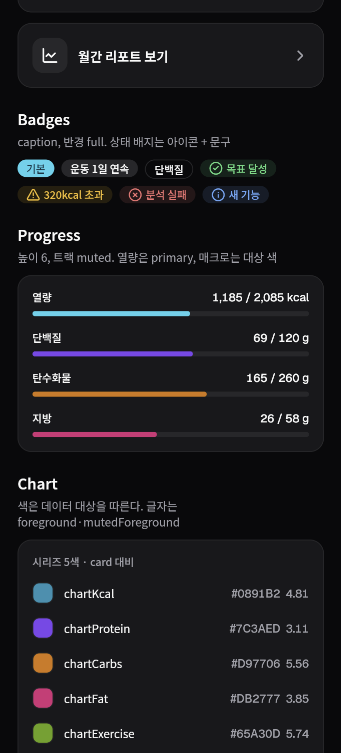 월간 리포트 보기
Badges
caption, 반경 full. 상태 배지는 아이콘 + 문구
기본 운동 1일 연속 단백질 목표 달성
320kcal 초과 분석 실패 새 기능
Progress
높이 6, 트랙 muted. 열량은 primary, 매크로는 대상 색
열량 1,185 / 2,085 kcal
단백질 69 / 120 g
탄수화물 165 / 260 g
지방 26 / 58 g
Chart
색은 데이터 대상을 따른다. 글자는
foreground·mutedForeground
시리즈 5색 · card 대비
chartKcal #0891B2 4.81
chartProtein #7C3AED 3.11
chartCarbs #D97706 5.56
chartFat #DB2777 3.85
chartExercise #65A30D 5.74